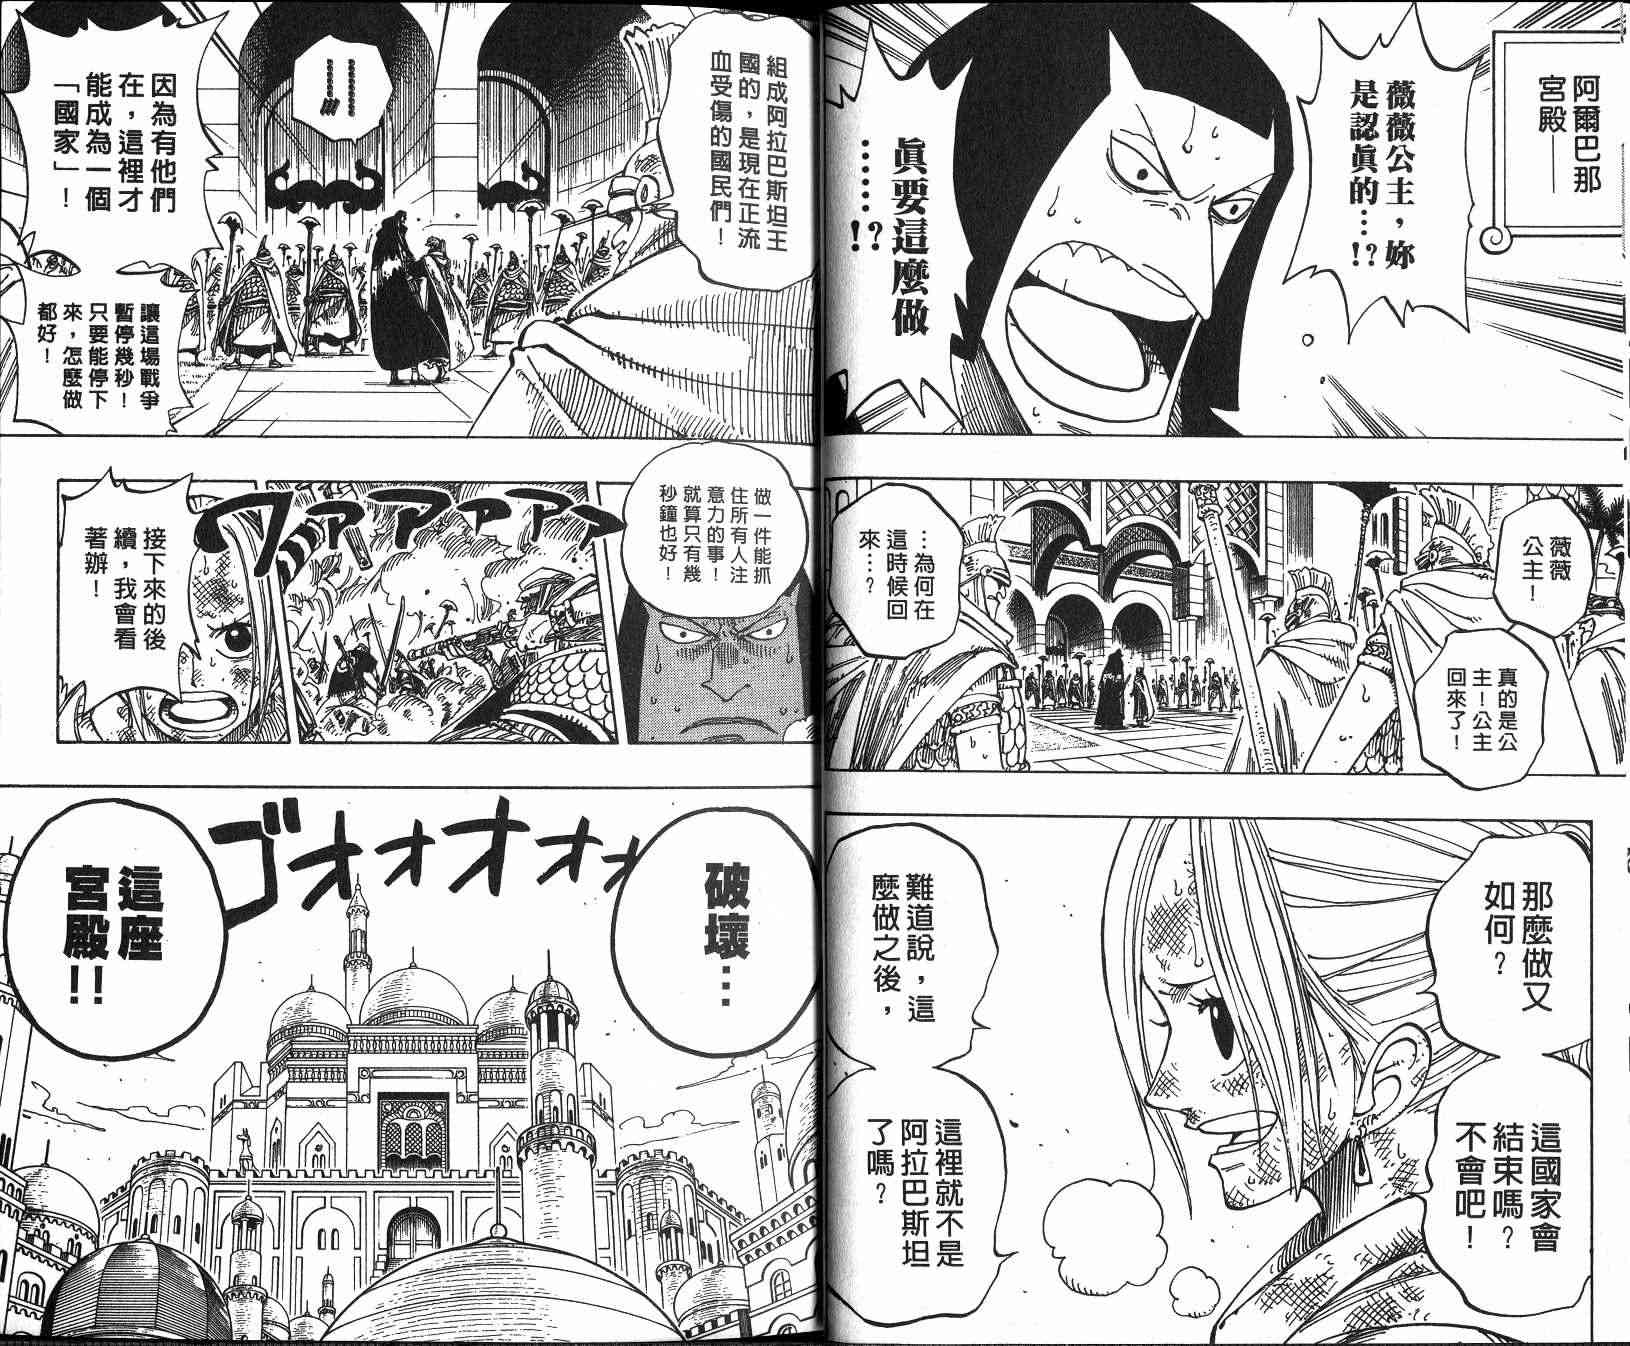 阿爾巴那
宮殿——
薇薇公主，妳
是認眞的…!?
眞要這麼做
……!?
薇薇
公主！
真的是公
主！公主
回來了！
…為何在
這時候回
來…？
那麼做又
如何？
這國家會
結束嗎？
不會吧！
難道說，這
麼做之後，
這裡就不是
阿拉巴斯坦
了嗎？
組成阿拉巴斯坦王
國的，是現在正流
血受傷的國民們！
…………!!!
因為有他們
在，這裡才
能成為一個
「國家」！
讓這場戰爭
暫停幾秒！
只要能停下
來，怎麼做
都好！
做一件能抓
住所有人注
意力的事！
就算只有幾
秒鐘也好！
ワァァァァァ
接下來的後
續，我會看
著辦！
破壞…
ゴオォオォォ
這座
宮殿!!